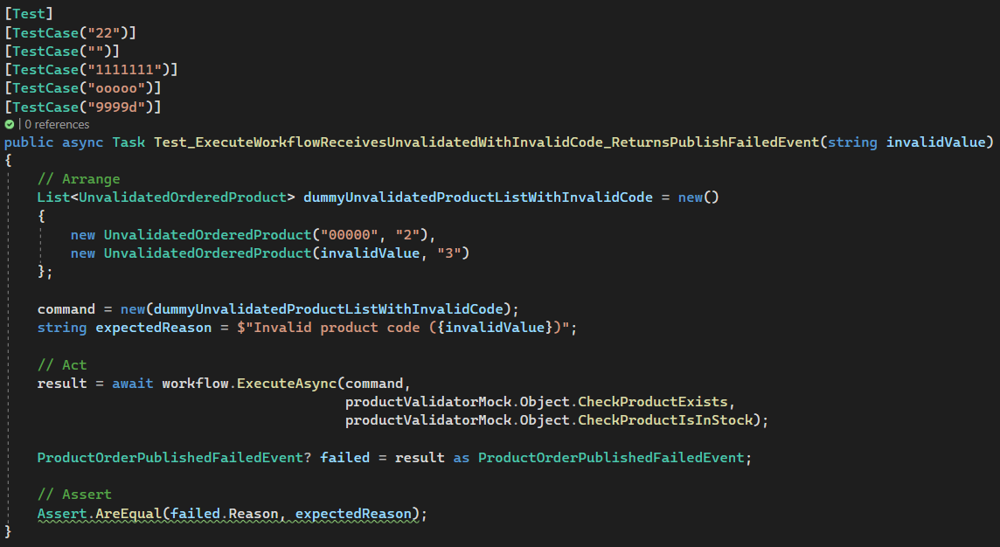 [Test]
[TestCase("22")]
[TestCase("")]
[TestCase("1111111")]
[TestCase("ooooo")]
[TestCase("9999d")]
| 0 references
public async Task Test_ExecuteWorkflowReceivesUnvalidatedWithInvalidCode_ReturnsPublishFailedEvent(string invalidValue)
{
    // Arrange
    List<UnvalidatedOrderedProduct> dummyUnvalidatedProductListWithInvalidCode = new()
    {
        new UnvalidatedOrderedProduct("00000", "2"),
        new UnvalidatedOrderedProduct(invalidValue, "3")
    };

    command = new(dummyUnvalidatedProductListWithInvalidCode);
    string expectedReason = $"Invalid product code ({invalidValue})";

    // Act
    result = await workflow.ExecuteAsync(command,
                                         productValidatorMock.Object.CheckProductExists,
                                         productValidatorMock.Object.CheckProductIsInStock);

    ProductOrderPublishedFailedEvent? failed = result as ProductOrderPublishedFailedEvent;

    // Assert
    Assert.AreEqual(failed.Reason, expectedReason);
}